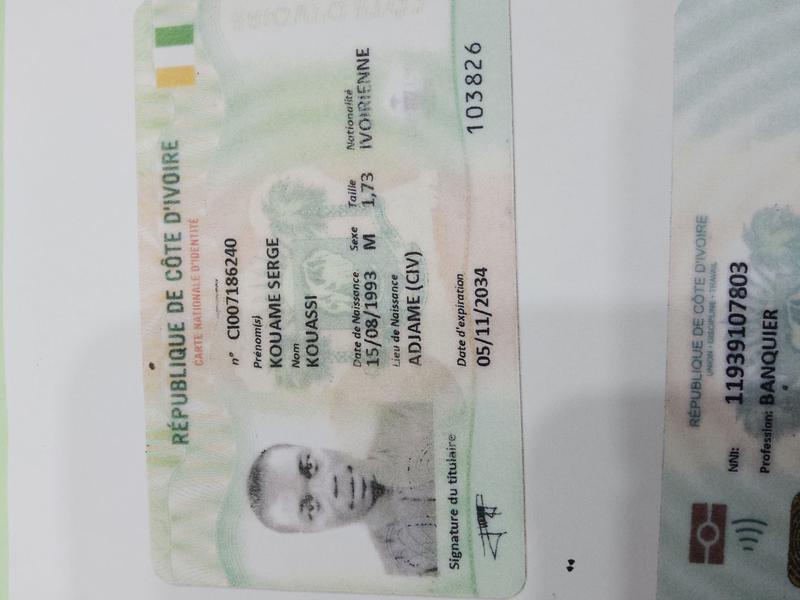 RÉPUBLIQUE DE CÔTE D'IVOIRE
CARTE NATIONALE D'IDENTITÉ
n° CI007186240
Prénom(s)
KOUAME SERGE
Nom
KOUASSI
Date de Naissance Sexe Taille Nationalité
15/08/1993 M 1,73 IVOIRIENNE
Lieu de Naissance
ADJAME (CIV)
Date d'expiration
05/11/2034
103826
Signature du titulaire
RÉPUBLIQUE DE CÔTE D'IVOIRE
UNION - DISCIPLINE - TRAVAIL
NNI: 11939107803
Profession: BANQUIER